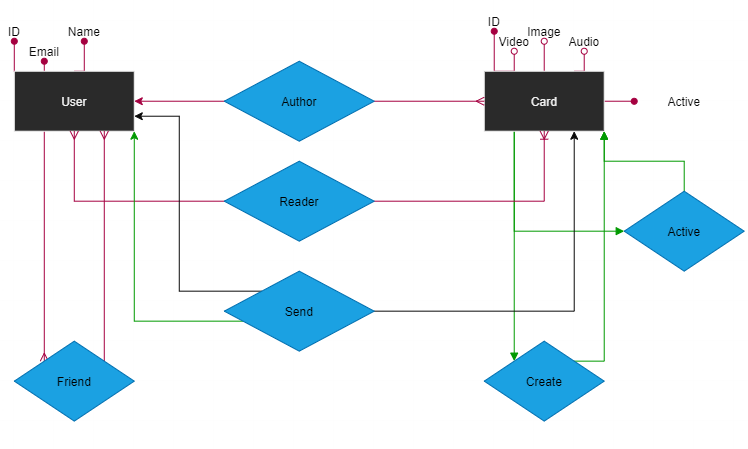 ID
Email
Name
ID
Video
Image
Audio
User
Author
Card
Active
Reader
Active
Send
Friend
Create